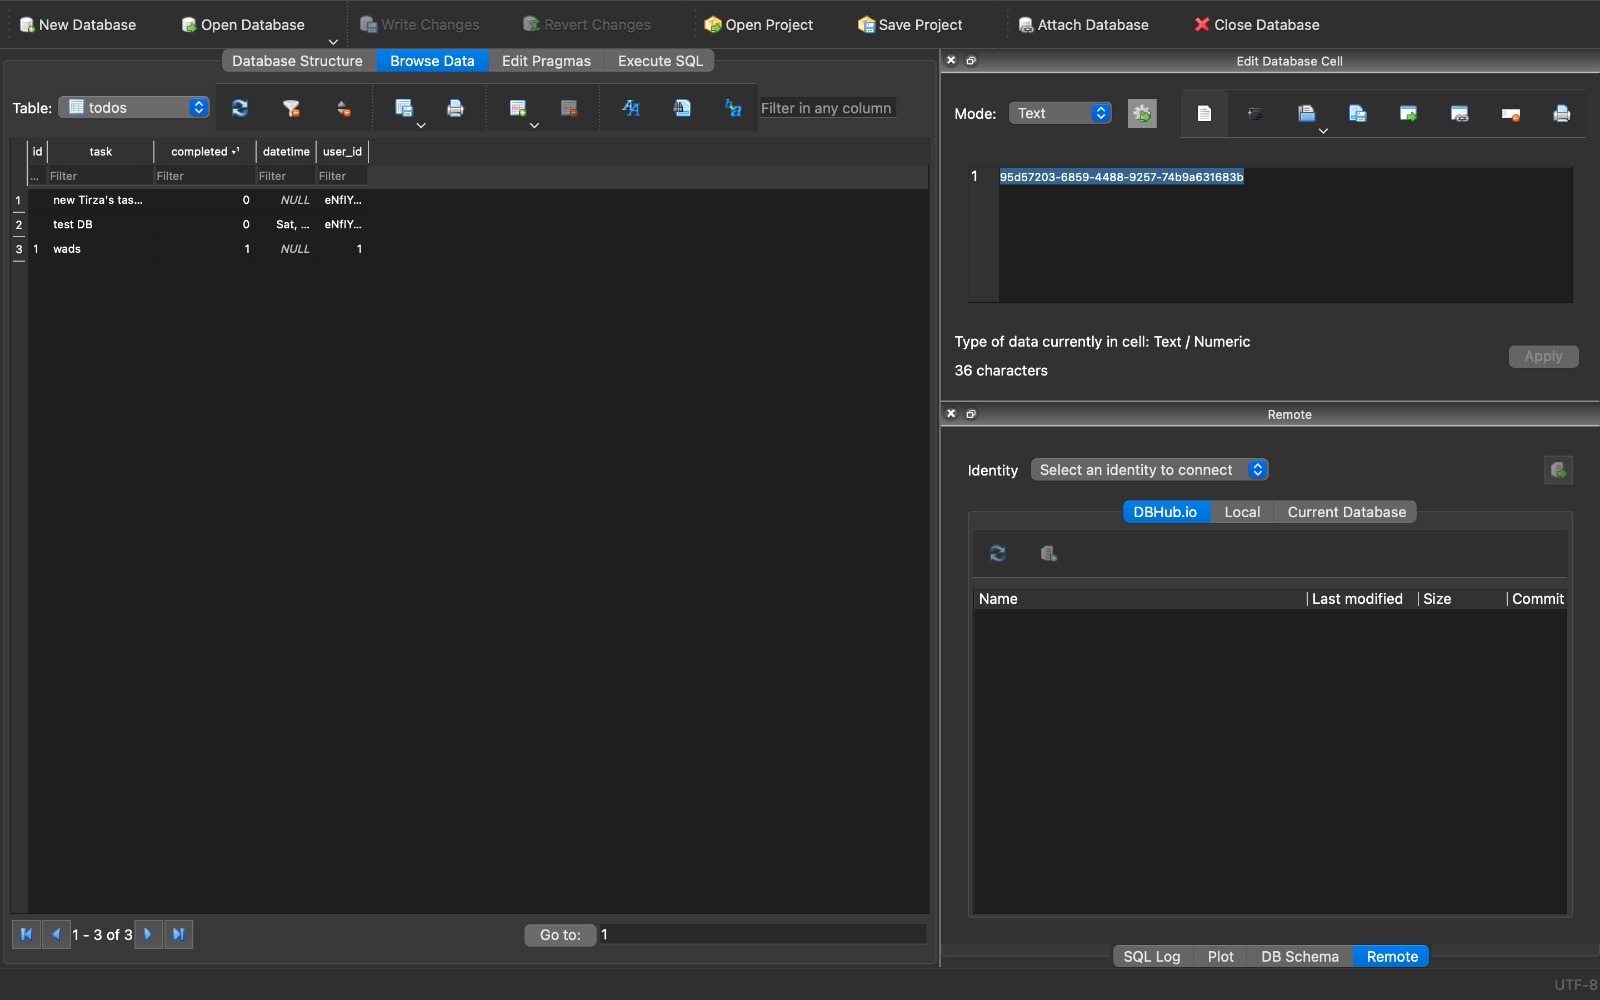 New Database Open Database Write Changes Revert Changes Open Project Save Project Attach Database Close Database
Database Structure Browse Data Edit Pragmas Execute SQL
Table: todos Filter in any column
id task completed 1 datetime user_id
... Filter Filter Filter Filter
1 new Tirza's tas... 0 NULL eNfIY...
2 test DB 0 Sat, ... eNfIY...
3 1 wads 1 NULL 1
1 - 3 of 3 Go to: 1
Edit Database Cell
Mode: Text
1 95d57203-6859-4488-9257-74b9a631683b
Type of data currently in cell: Text / Numeric
36 characters
Apply
Remote
Identity Select an identity to connect
DBHub.io Local Current Database
Name Last modified Size Commit
SQL Log Plot DB Schema Remote
UTF-8